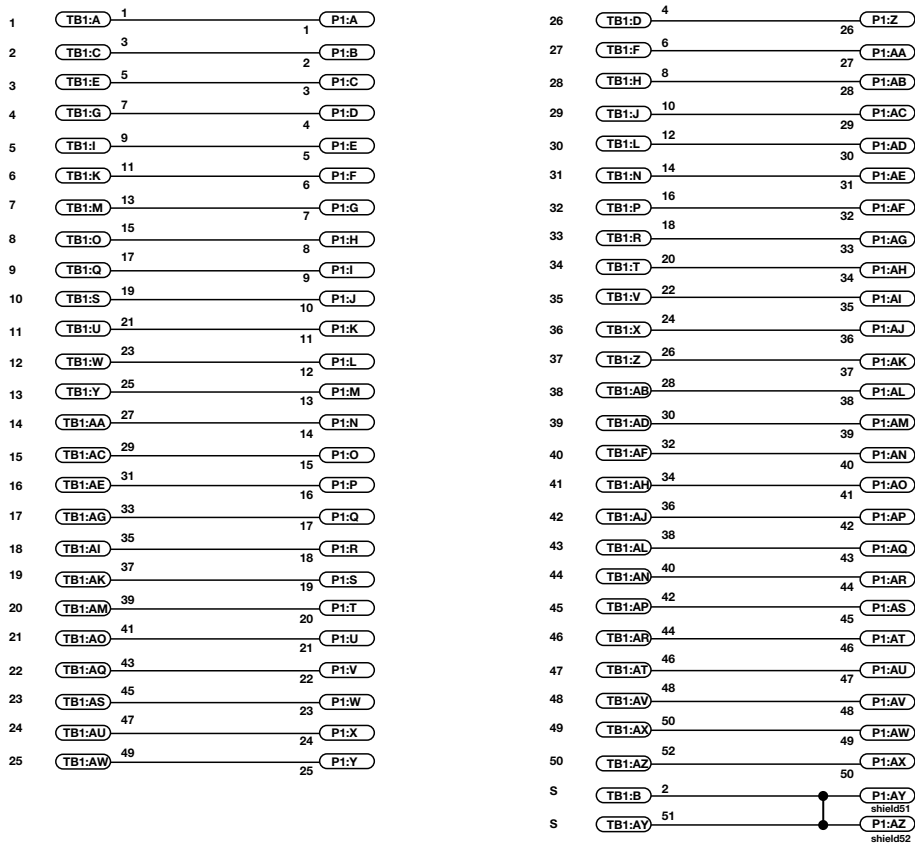 1 TB1:A 1 1 P1:A
2 TB1:C 3 2 P1:B
3 TB1:E 5 3 P1:C
4 TB1:G 7 4 P1:D
5 TB1:I 9 5 P1:E
6 TB1:K 11 6 P1:F
7 TB1:M 13 7 P1:G
8 TB1:O 15 8 P1:H
9 TB1:Q 17 9 P1:I
10 TB1:S 19 10 P1:J
11 TB1:U 21 11 P1:K
12 TB1:W 23 12 P1:L
13 TB1:Y 25 13 P1:M
14 TB1:AA 27 14 P1:N
15 TB1:AC 29 15 P1:O
16 TB1:AE 31 16 P1:P
17 TB1:AG 33 17 P1:Q
18 TB1:AI 35 18 P1:R
19 TB1:AK 37 19 P1:S
20 TB1:AM 39 20 P1:T
21 TB1:AO 41 21 P1:U
22 TB1:AQ 43 22 P1:V
23 TB1:AS 45 23 P1:W
24 TB1:AU 47 24 P1:X
25 TB1:AW 49 25 P1:Y
26 TB1:D 4 26 P1:Z
27 TB1:F 6 27 P1:AA
28 TB1:H 8 28 P1:AB
29 TB1:J 10 29 P1:AC
30 TB1:L 12 30 P1:AD
31 TB1:N 14 31 P1:AE
32 TB1:P 16 32 P1:AF
33 TB1:R 18 33 P1:AG
34 TB1:T 20 34 P1:AH
35 TB1:V 22 35 P1:AI
36 TB1:X 24 36 P1:AJ
37 TB1:Z 26 37 P1:AK
38 TB1:AB 28 38 P1:AL
39 TB1:AD 30 39 P1:AM
40 TB1:AF 32 40 P1:AN
41 TB1:AH 34 41 P1:AO
42 TB1:AJ 36 42 P1:AP
43 TB1:AL 38 43 P1:AQ
44 TB1:AN 40 44 P1:AR
45 TB1:AP 42 45 P1:AS
46 TB1:AR 44 46 P1:AT
47 TB1:AT 46 47 P1:AU
48 TB1:AV 48 48 P1:AV
49 TB1:AX 50 49 P1:AW
50 TB1:AZ 52 50 P1:AX
S TB1:B 2 P1:AY
shield51
S TB1:AY 51 P1:AZ
shield52